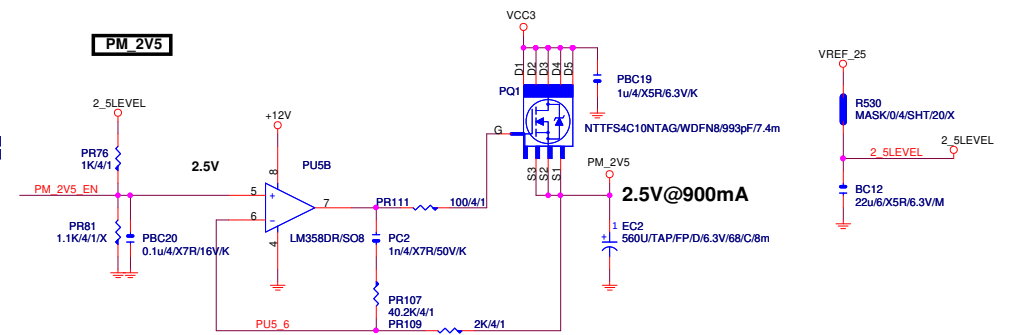 PM_2V5
2_5LEVEL
PR76
1K/4/1
PM_2V5_EN
PR81
1.1K/4/1/X
PBC20
0.1u/4/X7R/16V/K
2.5V
+12V
PU5B
8
5
+
6
-
7
4
LM358DR/SO8
PU5_6
PR111
100/4/1
PC2
1n/4/X7R/50V/K
PR107
40.2K/4/1
PR109
2K/4/1
VCC3
D1
D2
D3
D4
D5
PQ1
G
S3
S2
S1
NTTFS4C10NTAG/WDFN8/993pF/7.4m
PBC19
1u/4/X5R/6.3V/K
PM_2V5
2.5V@900mA
1
+
EC2
560U/TAP/FP/D/6.3V/68/C/8m
VREF_25
R530
MASK/0/4/SHT/20/X
2_5LEVEL
2_5LEVEL
BC12
22u/6/X5R/6.3V/M